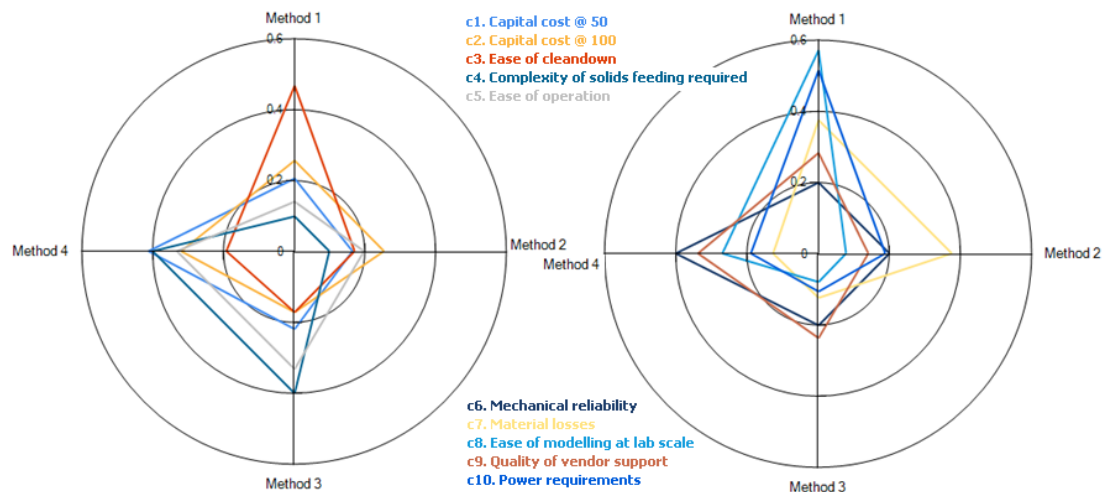 Method 1
0.6
0.4
0.2
0
Method 4
Method 2
Method 3
c1. Capital cost @ 50
c2. Capital cost @ 100
c3. Ease of cleandown
c4. Complexity of solids feeding required
c5. Ease of operation
Method 1
0.6
0.4
0.2
0
Method 4
Method 2
Method 3
c6. Mechanical reliability
c7. Material losses
c8. Ease of modelling at lab scale
c9. Quality of vendor support
c10. Power requirements